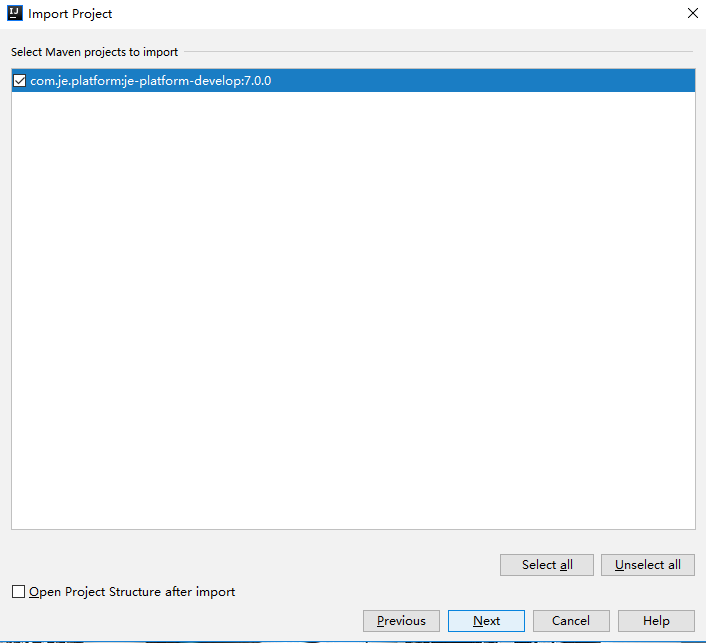 IJ Import Project
Select Maven projects to import
com.je.platform:je-platform-develop:7.0.0
Select all Unselect all
Open Project Structure after import
Previous Next Cancel Help